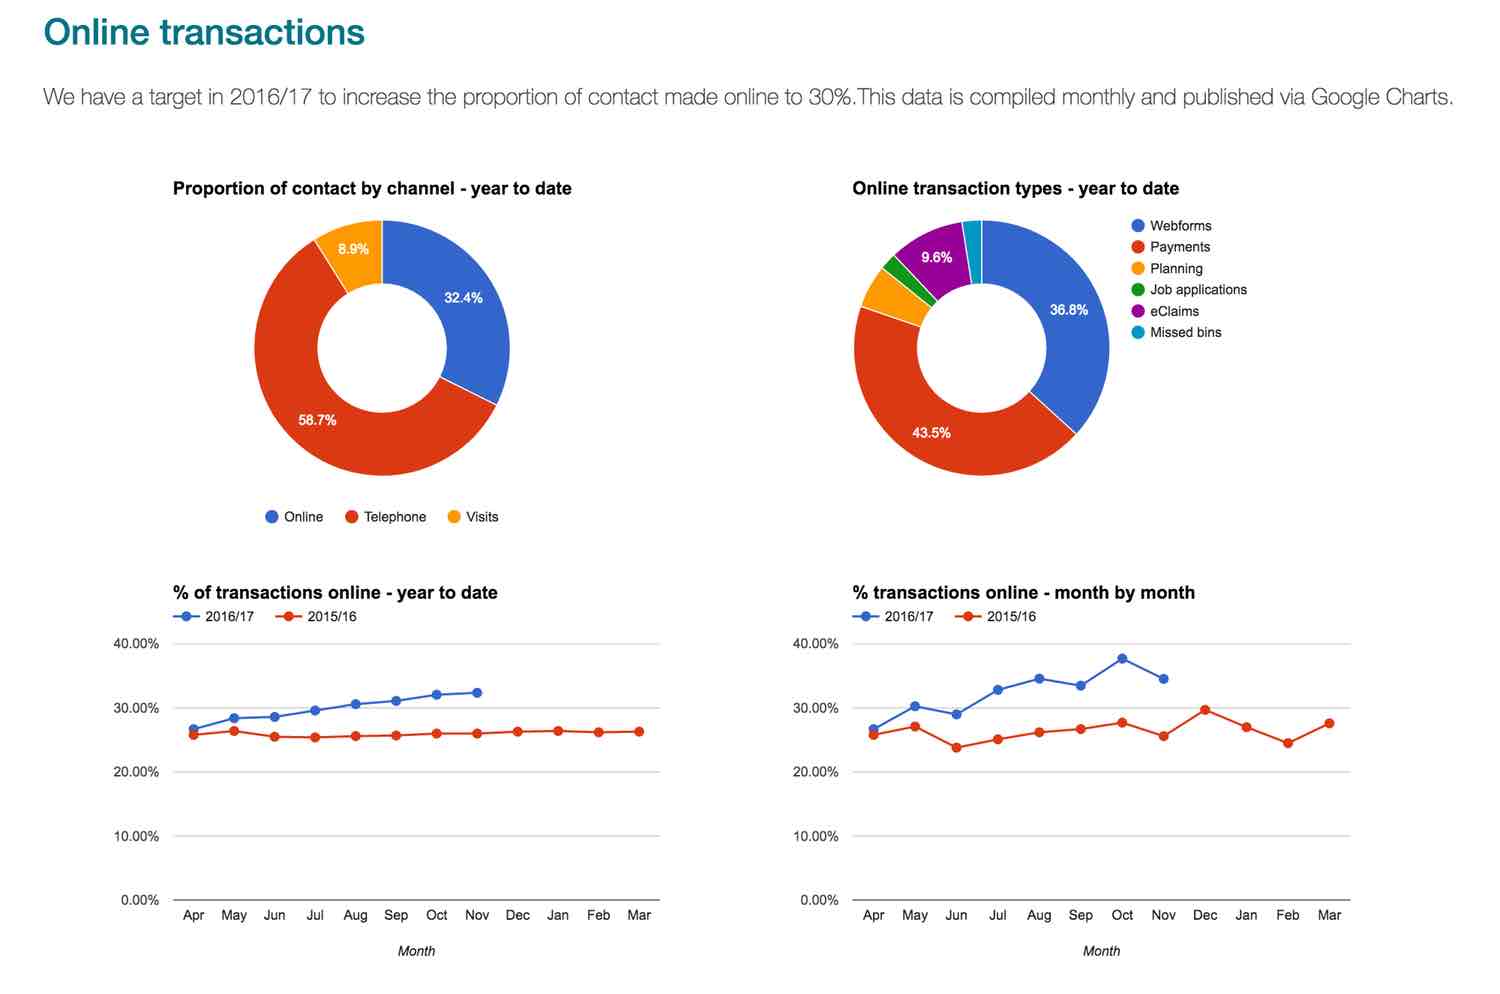 Online transactions
We have a target in 2016/17 to increase the proportion of contact made online to 30%.This data is compiled monthly and published via Google Charts.
Proportion of contact by channel - year to date
8.9%
32.4%
58.7%
Online Telephone Visits
Online transaction types - year to date
9.6%
36.8%
43.5%
Webforms
Payments
Planning
Job applications
eClaims
Missed bins
% of transactions online - year to date
2016/17 2015/16
40.00%
30.00%
20.00%
10.00%
0.00%
Apr May Jun Jul Aug Sep Oct Nov Dec Jan Feb Mar
Month
% transactions online - month by month
2016/17 2015/16
40.00%
30.00%
20.00%
10.00%
0.00%
Apr May Jun Jul Aug Sep Oct Nov Dec Jan Feb Mar
Month